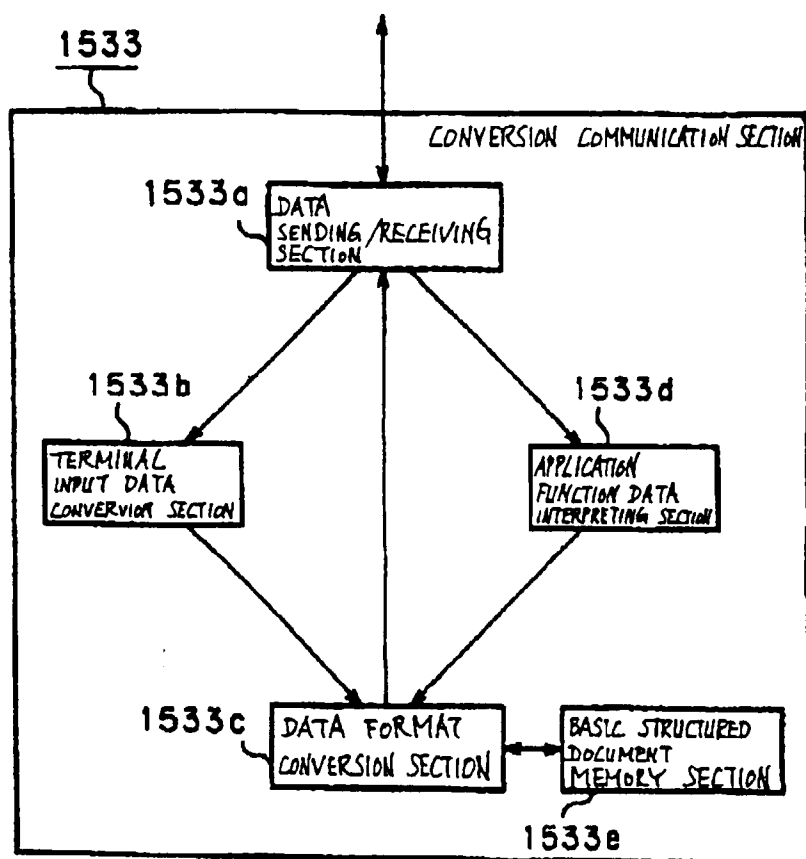 1533
CONVERSION COMMUNICATION SECTION
1533a
DATA
SENDING/RECEIVING
SECTION
1533b
TERMINAL
INPUT DATA
CONVERVIOR SECTION
1533d
APPLICATION
FUNCTION DATA
INTERPRETING SECTION
1533c
DATA FORMAT
CONVERSION SECTION
BASIC STRUCTURED
DOCUMENT
MEMORY SECTION
1533e